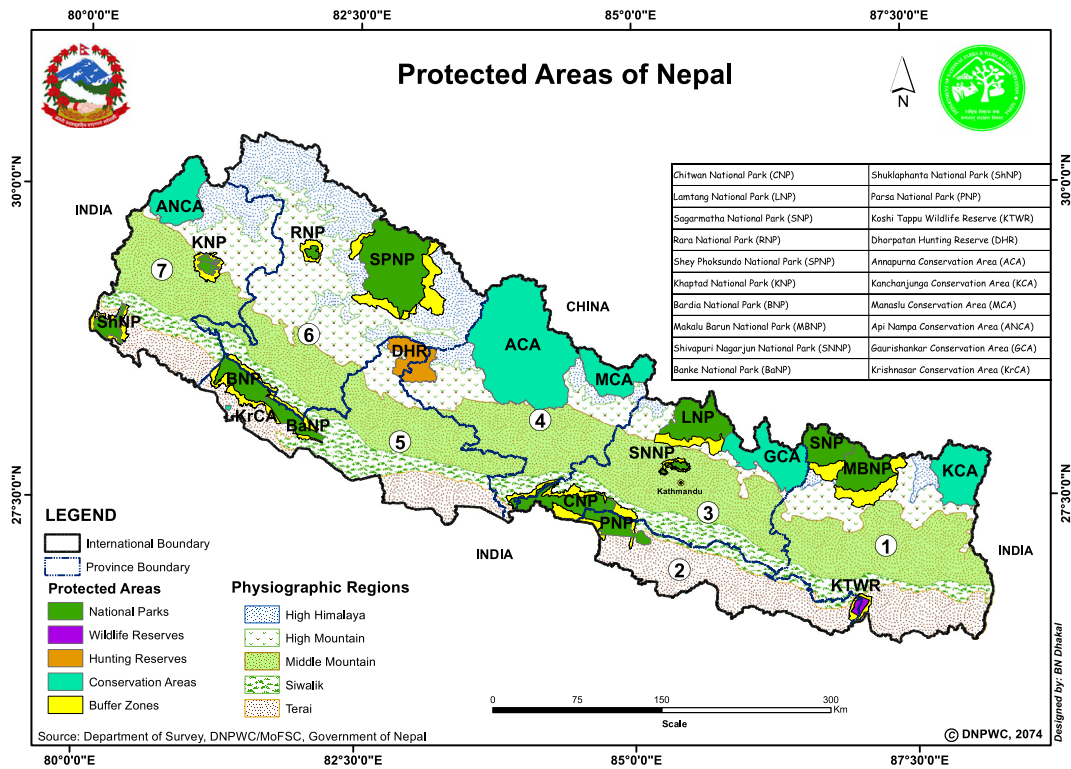 80°0'0"E 82°30'0"E 85°0'0"E 87°30'0"E
Protected Areas of Nepal
N
30°0'0"N
30°0'0"N
Chitwan National Park (CNP) Shuklaphanta National Park (ShNP)
Lamtang National Park (LNP) Parsa National Park (PNP)
Sagarmatha National Park (SNP) Koshi Tappu Wildlife Reserve (KTWR)
Rara National Park (RNP) Dhorpatan Hunting Reserve (DHR)
Shey Phoksundo National Park (SPNP) Annapurna Conservation Area (ACA)
Khaptad National Park (KNP) Kanchanjunga Conservation Area (KCA)
Bardia National Park (BNP) Manaslu Conservation Area (MCA)
Makalu Barun National Park (MBNP) Api Nampa Conservation Area (ANCA)
Shivapuri Nagarjun National Park (SNNP) Gaurishankar Conservation Area (GCA)
Banke National Park (BaNP) Krishnasar Conservation Area (KrCA)
INDIA
ANCA
KNP
RNP
SPNP
7
CHINA
ShNP
6
DHR
ACA
BNP
MCA
KrCA
BaNP
5
4
LNP
SNNP
GCA
SNP
MBNP
KCA
Kathmandu
27°30'0"N
27°30'0"N
CNP
PNP
3
INDIA
2
1
INDIA
KTWR
LEGEND
International Boundary
Province Boundary
Protected Areas
National Parks
Wildlife Reserves
Hunting Reserves
Conservation Areas
Buffer Zones
Physiographic Regions
High Himalaya
High Mountain
Middle Mountain
Siwalik
Terai
0 75 150 300
Km
Scale
Designed by: BN Dhakal
Source: Department of Survey, DNPWC/MoFSC, Government of Nepal
© DNPWC, 2074
80°0'0"E 82°30'0"E 85°0'0"E 87°30'0"E